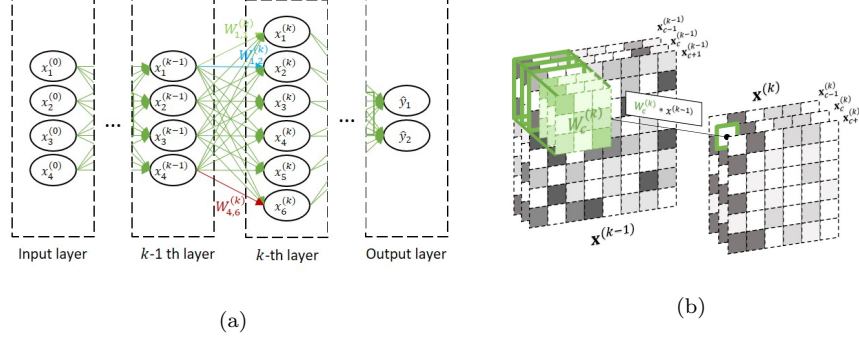 W_{1,1}^{(k)}
W_{1,2}^{(k)}
x_1^{(0)}
x_2^{(0)}
x_3^{(0)}
x_4^{(0)}
...
x_1^{(k-1)}
x_2^{(k-1)}
x_3^{(k-1)}
x_4^{(k-1)}
W_{4,6}^{(k)}
x_1^{(k)}
x_2^{(k)}
x_3^{(k)}
x_4^{(k)}
x_5^{(k)}
x_6^{(k)}
...
ŷ_1
ŷ_2
Input layer
k-1 th layer
k-th layer
Output layer
(a)
x_{c-1}^{(k-1)}
x_c^{(k-1)}
x_{c+1}^{(k-1)}
W_c^{(k)}
W_c^{(k)} * x^{(k-1)}
x^{(k-1)}
x^{(k)}
x_{c-1}^{(k)}
x_c^{(k)}
(b)